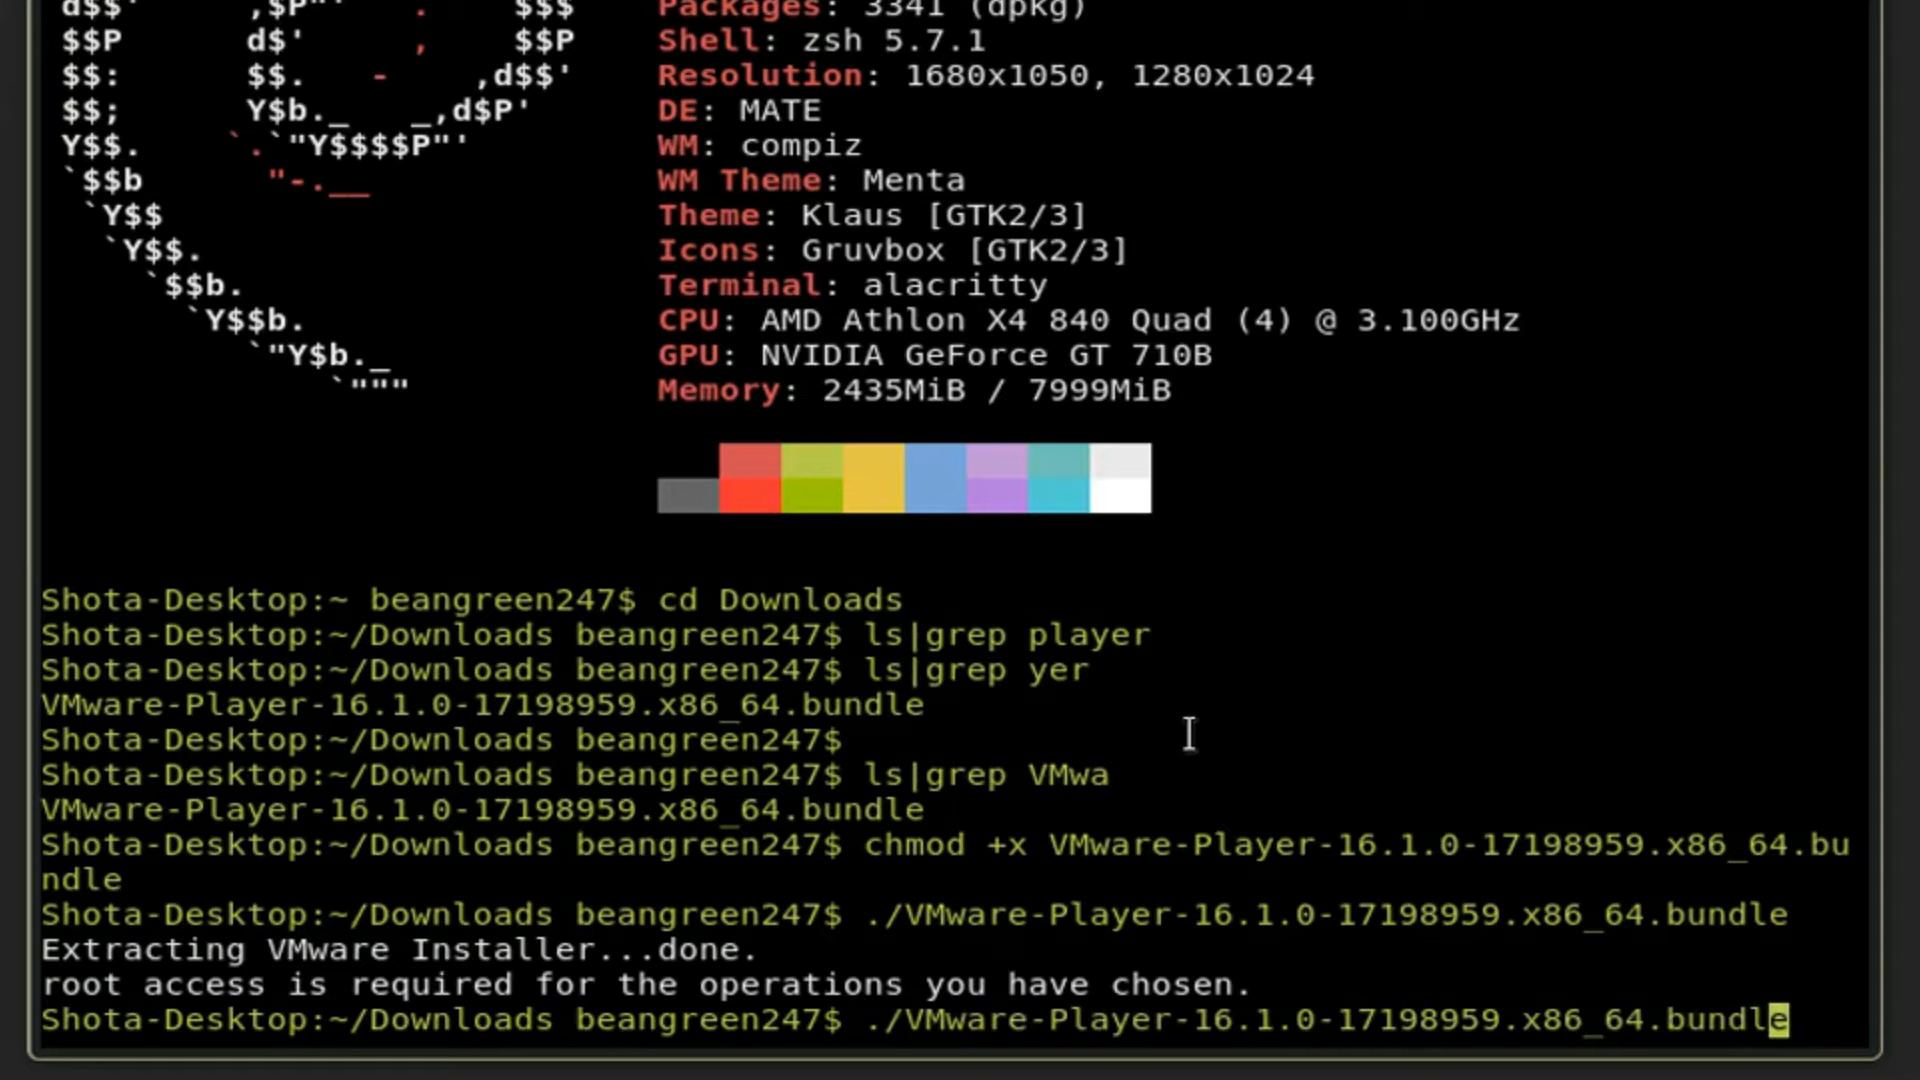 d$$' ,$P"'. $$$ Packages: 3341 (dpkg)
$$P d$' , $$P Shell: zsh 5.7.1
$$: $$. - ,d$$' Resolution: 1680x1050, 1280x1024
$$; Y$b._ _,d$P' DE: MATE
Y$$. `.`"Y$$$$P"' WM: compiz
`$$b "-.__ WM Theme: Menta
`Y$$ Theme: Klaus [GTK2/3]
`Y$$. Icons: Gruvbox [GTK2/3]
`$$b. Terminal: alacritty
`Y$$b. CPU: AMD Athlon X4 840 Quad (4) @ 3.100GHz
`"Y$b._ GPU: NVIDIA GeForce GT 710B
`""" Memory: 2435MiB / 7999MiB
Shota-Desktop:~ beangreen247$ cd Downloads
Shota-Desktop:~/Downloads beangreen247$ ls|grep player
Shota-Desktop:~/Downloads beangreen247$ ls|grep yer
VMware-Player-16.1.0-17198959.x86_64.bundle
Shota-Desktop:~/Downloads beangreen247$
Shota-Desktop:~/Downloads beangreen247$ ls|grep VMwa
VMware-Player-16.1.0-17198959.x86_64.bundle
Shota-Desktop:~/Downloads beangreen247$ chmod +x VMware-Player-16.1.0-17198959.x86_64.bu
ndle
Shota-Desktop:~/Downloads beangreen247$ ./VMware-Player-16.1.0-17198959.x86_64.bundle
Extracting VMware Installer...done.
root access is required for the operations you have chosen.
Shota-Desktop:~/Downloads beangreen247$ ./VMware-Player-16.1.0-17198959.x86_64.bundle